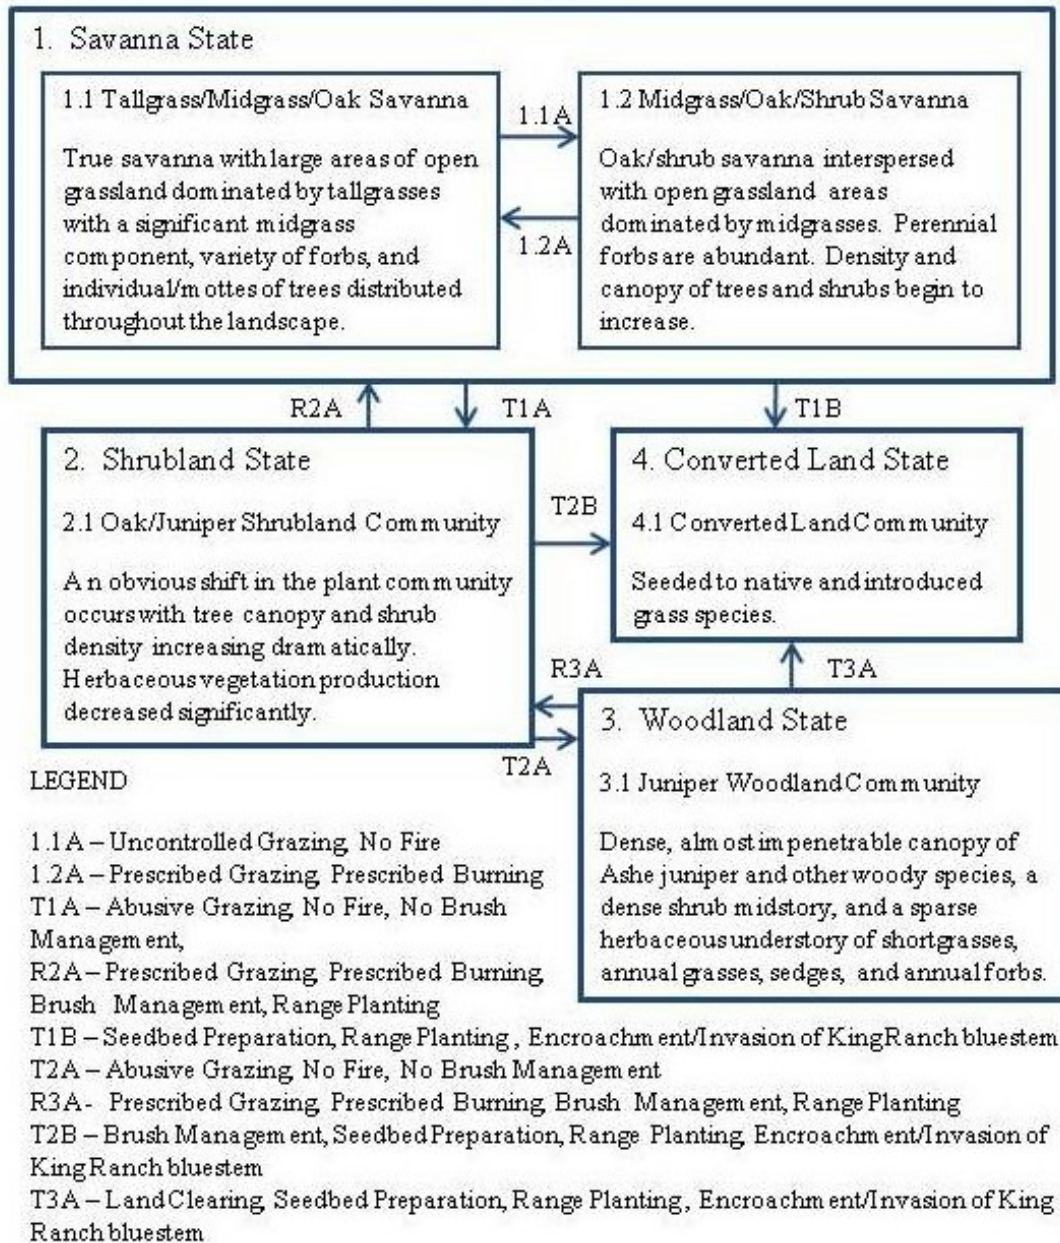 1. Savanna State
1.1 Tallgrass/Midgrass/Oak Savanna
True savanna with large areas of open
grassland dominated by tallgrasses
with a significant midgrass
component, variety of forbs, and
individual/mottes of trees distributed
throughout the landscape.
1.1A
1.2A
1.2 Midgrass/Oak/Shrub Savanna
Oak/shrub savanna interspersed
with open grassland areas
dominated by midgrasses. Perennial
forbs are abundant. Density and
canopy of trees and shrubs begin to
increase.
R2A
T1A
T1B
2. Shrubland State
2.1 Oak/Juniper Shrubland Community
An obvious shift in the plant community
occurs with tree canopy and shrub
density increasing dramatically.
Herbaceous vegetation production
decreased significantly.
T2B
4. Converted Land State
4.1 Converted Land Community
Seeded to native and introduced
grass species.
R3A
T3A
T2A
3. Woodland State
3.1 Juniper Woodland Community
Dense, almost impenetrable canopy of
Ashe juniper and other woody species, a
dense shrub midstory, and a sparse
herbaceous understory of shortgrasses,
annual grasses, sedges, and annual forbs.
LEGEND
1.1A – Uncontrolled Grazing, No Fire
1.2A – Prescribed Grazing, Prescribed Burning
T1A – Abusive Grazing, No Fire, No Brush
Management,
R2A – Prescribed Grazing, Prescribed Burning,
Brush Management, Range Planting
T1B – Seedbed Preparation, Range Planting , Encroachment/Invasion of King Ranch bluestem
T2A – Abusive Grazing, No Fire, No Brush Management
R3A- Prescribed Grazing, Prescribed Burning, Brush Management, Range Planting
T2B – Brush Management, Seedbed Preparation, Range Planting, Encroachment/Invasion of
King Ranch bluestem
T3A – Land Clearing, Seedbed Preparation, Range Planting , Encroachment/Invasion of King
Ranch bluestem